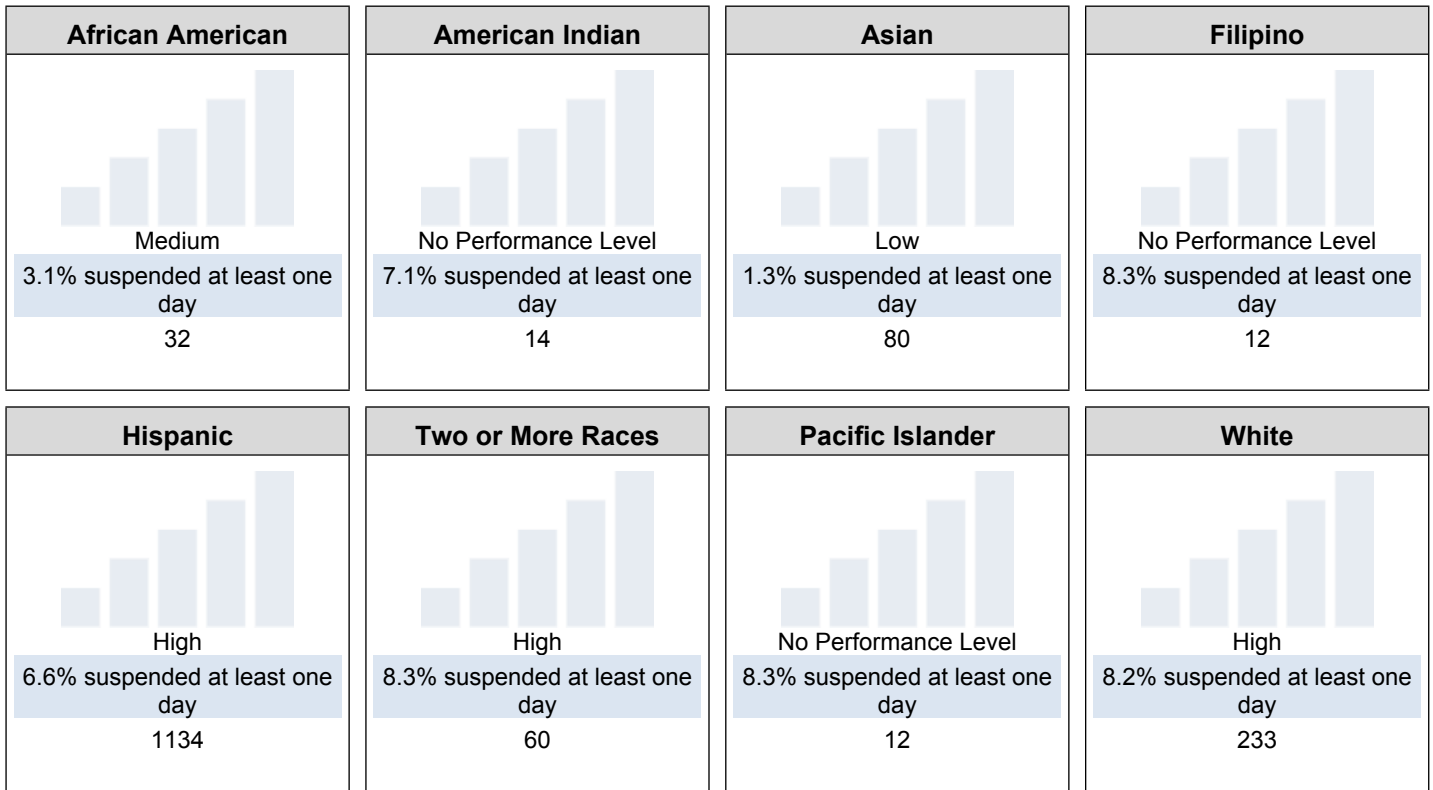 African American
Medium
3.1% suspended at least one
day
32
American Indian
No Performance Level
7.1% suspended at least one
day
14
Asian
Low
1.3% suspended at least one
day
80
Filipino
No Performance Level
8.3% suspended at least one
day
12
Hispanic
High
6.6% suspended at least one
day
1134
Two or More Races
High
8.3% suspended at least one
day
60
Pacific Islander
No Performance Level
8.3% suspended at least one
day
12
White
High
8.2% suspended at least one
day
233